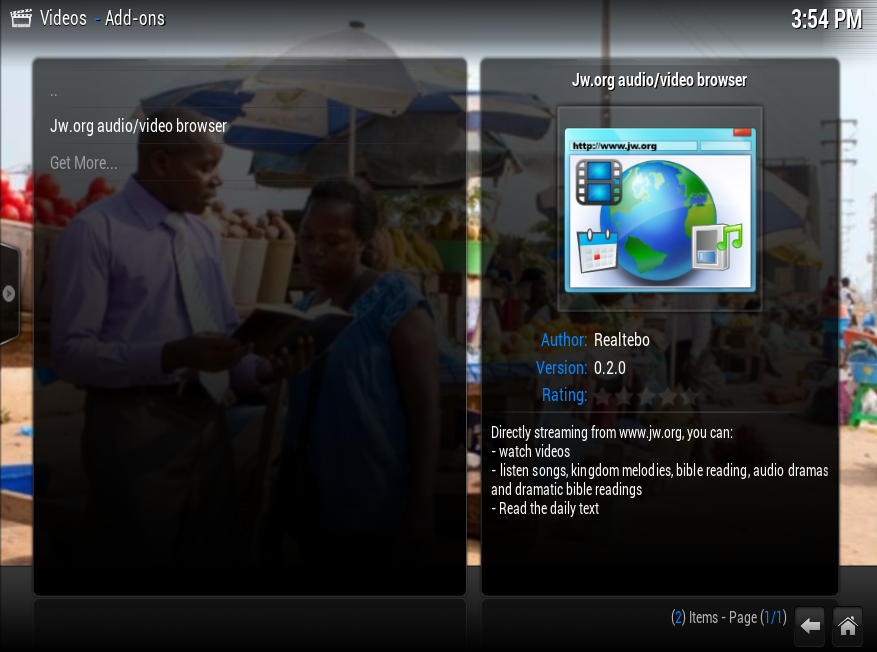 Videos - Add-ons
3:54 PM
..
Jw.org audio/video browser
Get More...
Jw.org audio/video browser
http://www.jw.org
Author: Realtebo
Version: 0.2.0
Rating:
Directly streaming from www.jw.org, you can:
- watch videos
- listen songs, kingdom melodies, bible reading, audio dramas
and dramatic bible readings
- Read the daily text
(2) Items - Page (1/1)